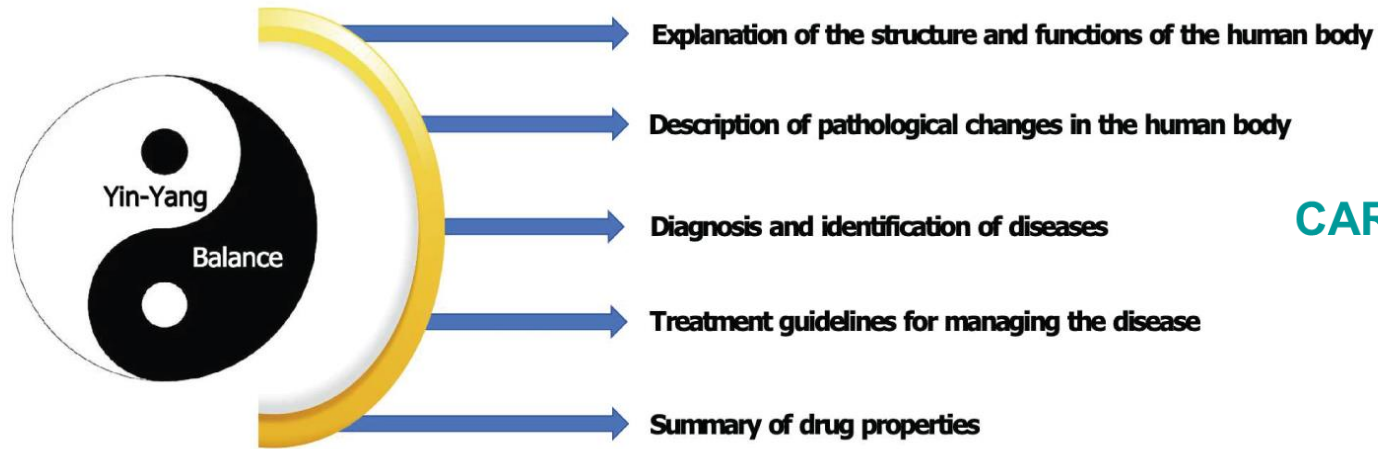 Explanation of the structure and functions of the human body
Description of pathological changes in the human body
Yin-Yang
Balance
Diagnosis and identification of diseases
CAR
Treatment guidelines for managing the disease
Summary of drug properties